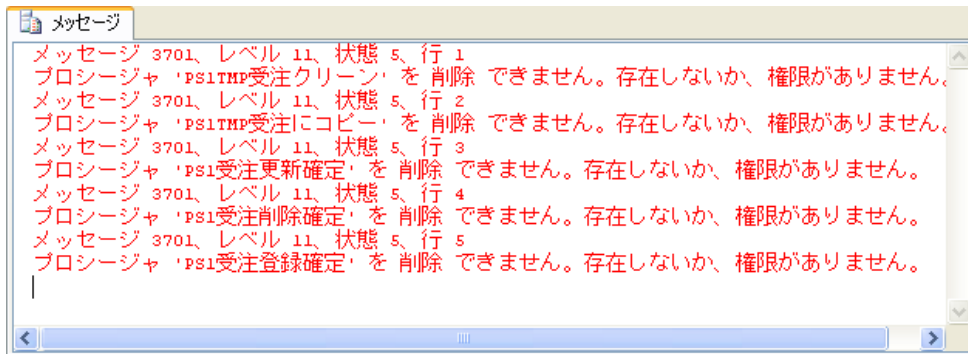 メッセージ
メッセージ 3701、レベル 11、状態 5、行 1
プロシージャ 'PS1TMP受注クリーン' を 削除 できません。存在しないか、権限がありません。
メッセージ 3701、レベル 11、状態 5、行 2
プロシージャ 'PS1TMP受注にコピー' を 削除 できません。存在しないか、権限がありません。
メッセージ 3701、レベル 11、状態 5、行 3
プロシージャ 'PS1受注更新確定' を 削除 できません。存在しないか、権限がありません。
メッセージ 3701、レベル 11、状態 5、行 4
プロシージャ 'PS1受注削除確定' を 削除 できません。存在しないか、権限がありません。
メッセージ 3701、レベル 11、状態 5、行 5
プロシージャ 'PS1受注登録確定' を 削除 できません。存在しないか、権限がありません。